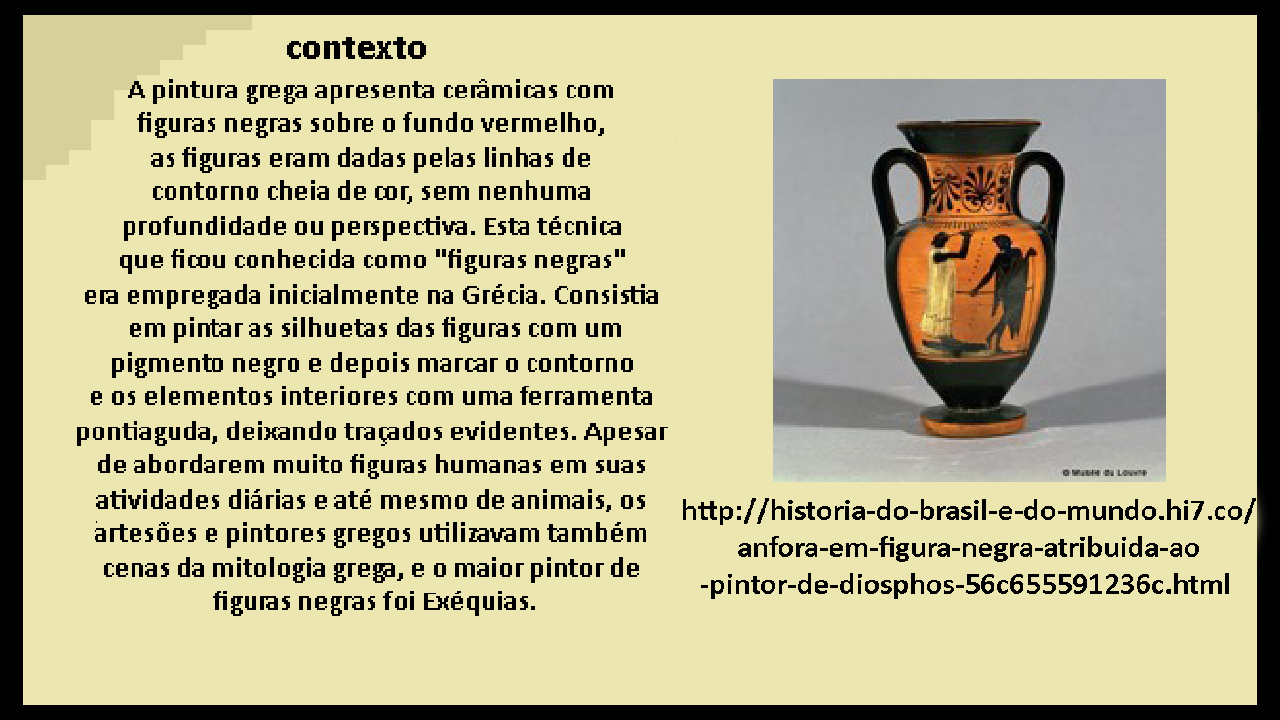 contexto
A pintura grega apresenta cerâmicas com
figuras negras sobre o fundo vermelho,
as figuras eram dadas pelas linhas de
contorno cheia de cor, sem nenhuma
profundidade ou perspectiva. Esta técnica
que ficou conhecida como "figuras negras"
era empregada inicialmente na Grécia. Consistia
em pintar as silhuetas das figuras com um
pigmento negro e depois marcar o contorno
e os elementos interiores com uma ferramenta
pontiaguda, deixando traçados evidentes. Apesar
de abordarem muito figuras humanas em suas
atividades diárias e até mesmo de animais, os
artesões e pintores gregos utilizavam também
cenas da mitologia grega, e o maior pintor de
figuras negras foi Exéquias.
© Musée du Louvre
http://historia-do-brasil-e-do-mundo.hi7.co/
anfora-em-figura-negra-atribuida-ao
-pintor-de-diosphos-56c655591236c.html